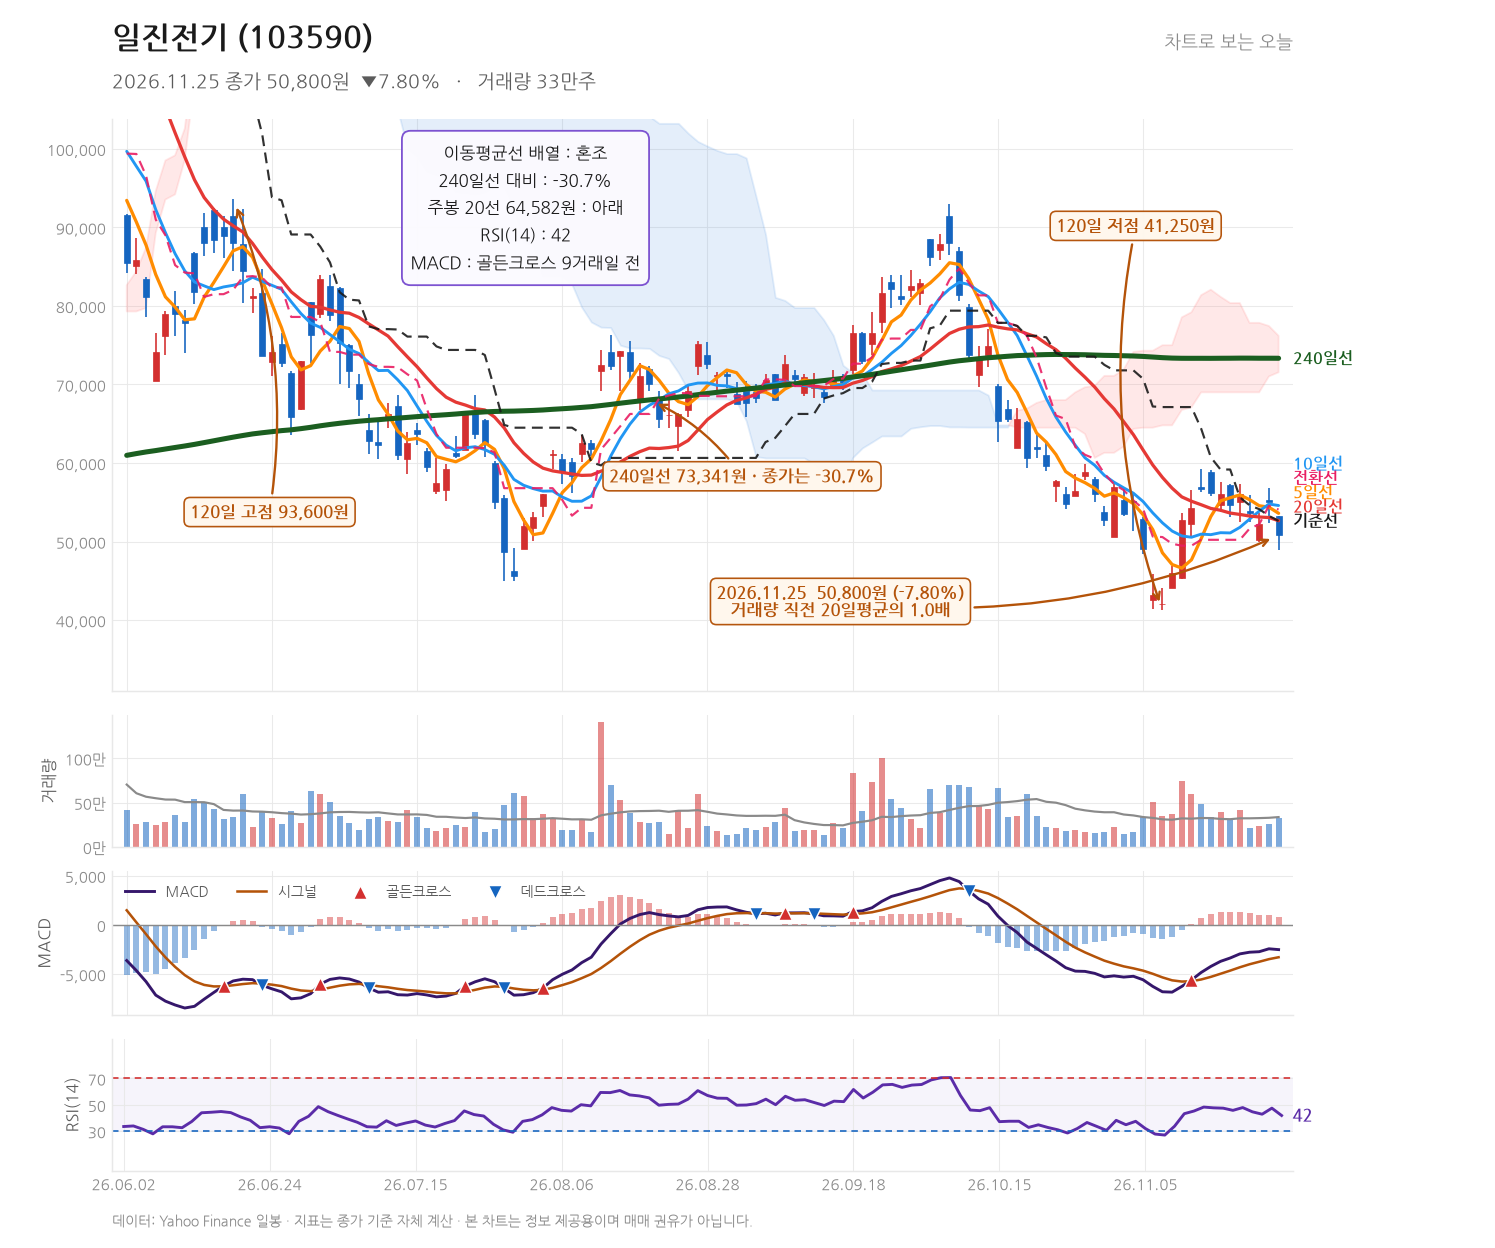 일진전기 (103590)
차트로 보는 오늘
2026.11.25 종가 50,800원 ▼7.80% · 거래량 33만주
100,000
90,000
80,000
70,000
60,000
50,000
40,000
이동평균선 배열 : 혼조
240일선 대비 : -30.7%
주봉 20선 64,582원 : 아래
RSI(14) : 42
MACD : 골든크로스 9거래일 전
120일 저점 41,250원
240일선
240일선 73,341원 · 종가는 -30.7%
120일 고점 93,600원
10일선
전환선
5일선
20일선
기준선
2026.11.25 50,800원 (-7.80%)
거래량 직전 20일평균의 1.0배
거래량
100만
50만
0만
MACD
5,000
0
-5,000
MACD
시그널
골든크로스
데드크로스
RSI(14)
70
50
30
42
26.06.02
26.06.24
26.07.15
26.08.06
26.08.28
26.09.18
26.10.15
26.11.05
데이터: Yahoo Finance 일봉 · 지표는 종가 기준 자체 계산 · 본 차트는 정보 제공용이며 매매 권유가 아닙니다.